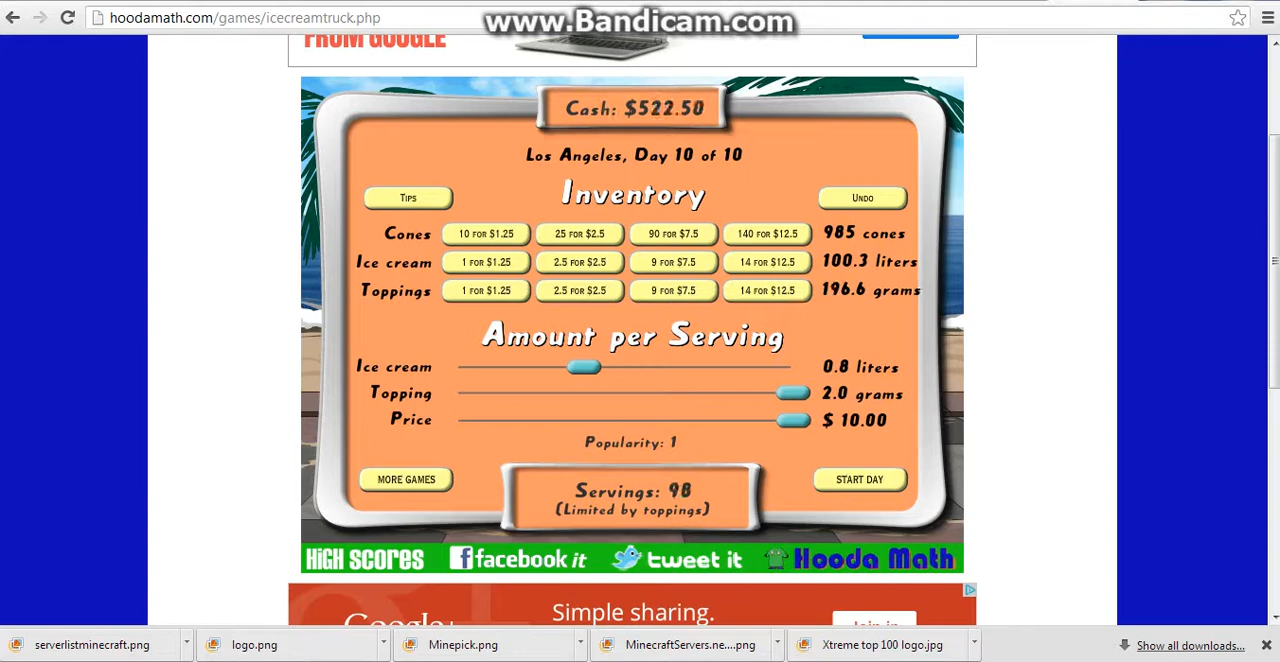 hoodamath.com/games/icecreamtruck.php
www.Bandicam.com
FROM GOOGLE
Cash: $522.50
Los Angeles, Day 10 of 10
TIPS
Inventory
UNDO
Cones 10 FOR $1.25 25 FOR $2.5 90 FOR $7.5 140 FOR $12.5 985 cones
Ice cream 1 FOR $1.25 2.5 FOR $2.5 9 FOR $7.5 14 FOR $12.5 100.3 liters
Toppings 1 FOR $1.25 2.5 FOR $2.5 9 FOR $7.5 14 FOR $12.5 196.6 grams
Amount per Serving
Ice cream 0.8 liters
Topping 2.0 grams
Price $ 10.00
Popularity: 1
MORE GAMES
Servings: 98
(Limited by toppings)
START DAY
HiGH SCORES facebook it tweet it Hooda Math
Simple sharing.
serverlistminecraft.png logo.png Minepick.png MinecraftServers.ne....png Xtreme top 100 logo.jpg Show all downloads...